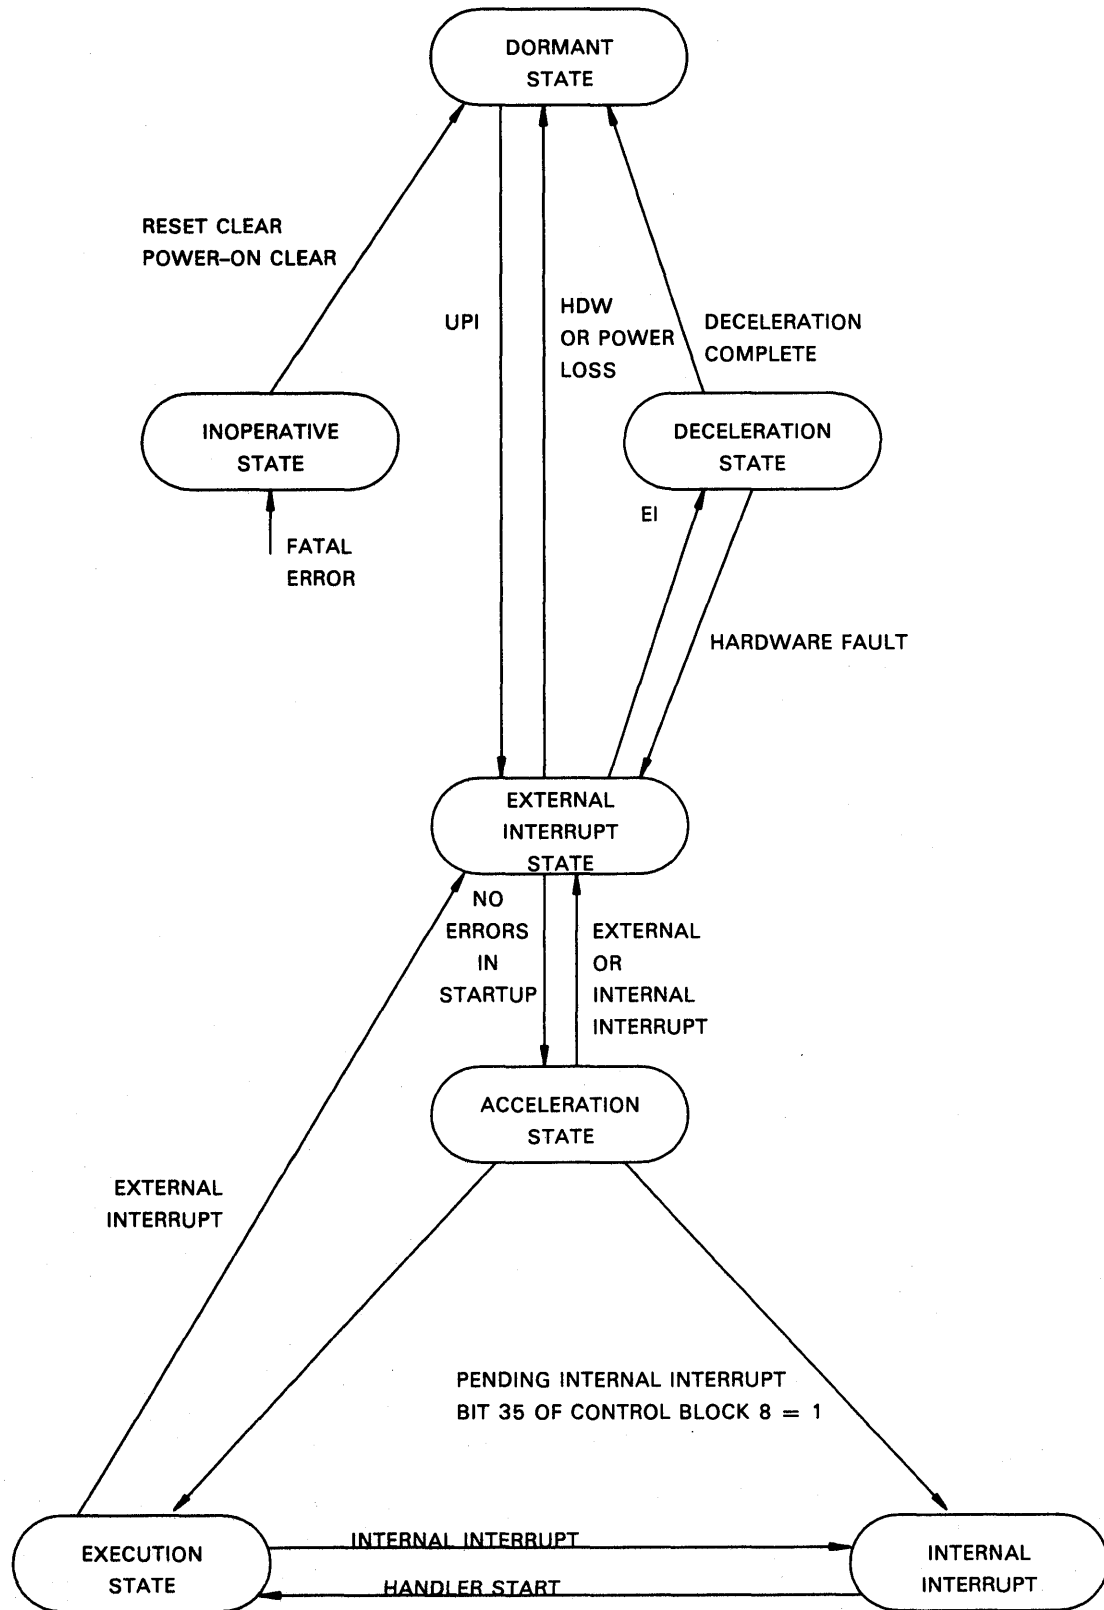 DORMANT
STATE
RESET CLEAR
POWER-ON CLEAR
UPI
HDW
OR POWER
LOSS
DECELERATION
COMPLETE
INOPERATIVE
STATE
DECELERATION
STATE
EI
FATAL
ERROR
HARDWARE FAULT
EXTERNAL
INTERRUPT
STATE
NO
ERRORS
IN
STARTUP
EXTERNAL
OR
INTERNAL
INTERRUPT
ACCELERATION
STATE
EXTERNAL
INTERRUPT
PENDING INTERNAL INTERRUPT
BIT 35 OF CONTROL BLOCK 8 = 1
EXECUTION
STATE
INTERNAL INTERRUPT
HANDLER START
INTERNAL
INTERRUPT